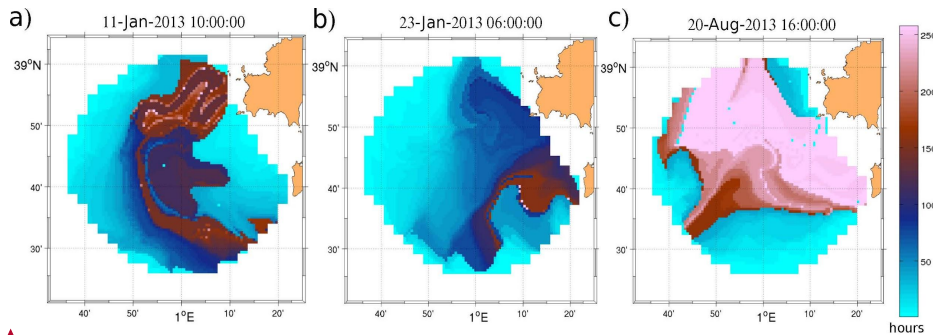 a) 11-Jan-2013 10:00:00
b) 23-Jan-2013 06:00:00
c) 20-Aug-2013 16:00:00
39°N
50'
40'
30'
40' 50' 1°E 10' 20'
39°N
50'
40'
30'
40' 50' 1°E 10' 20'
39°N
50'
40'
30'
40' 50' 1°E 10' 20'
250
200
150
100
50
hours